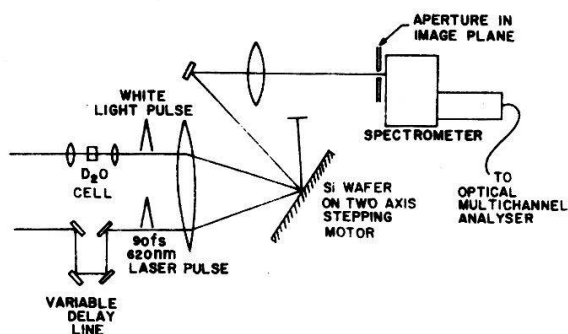 APERTURE IN
IMAGE PLANE
WHITE
LIGHT PULSE
SPECTROMETER
D2O
CELL
Si WAFER
ON TWO AXIS
STEPPING
MOTOR
TO
OPTICAL
MULTICHANNEL
ANALYSER
90fs
620nm
LASER PULSE
VARIABLE
DELAY
LINE